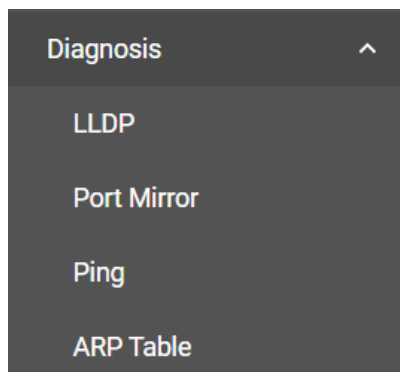 Diagnosis
LLDP
Port Mirror
Ping
ARP Table